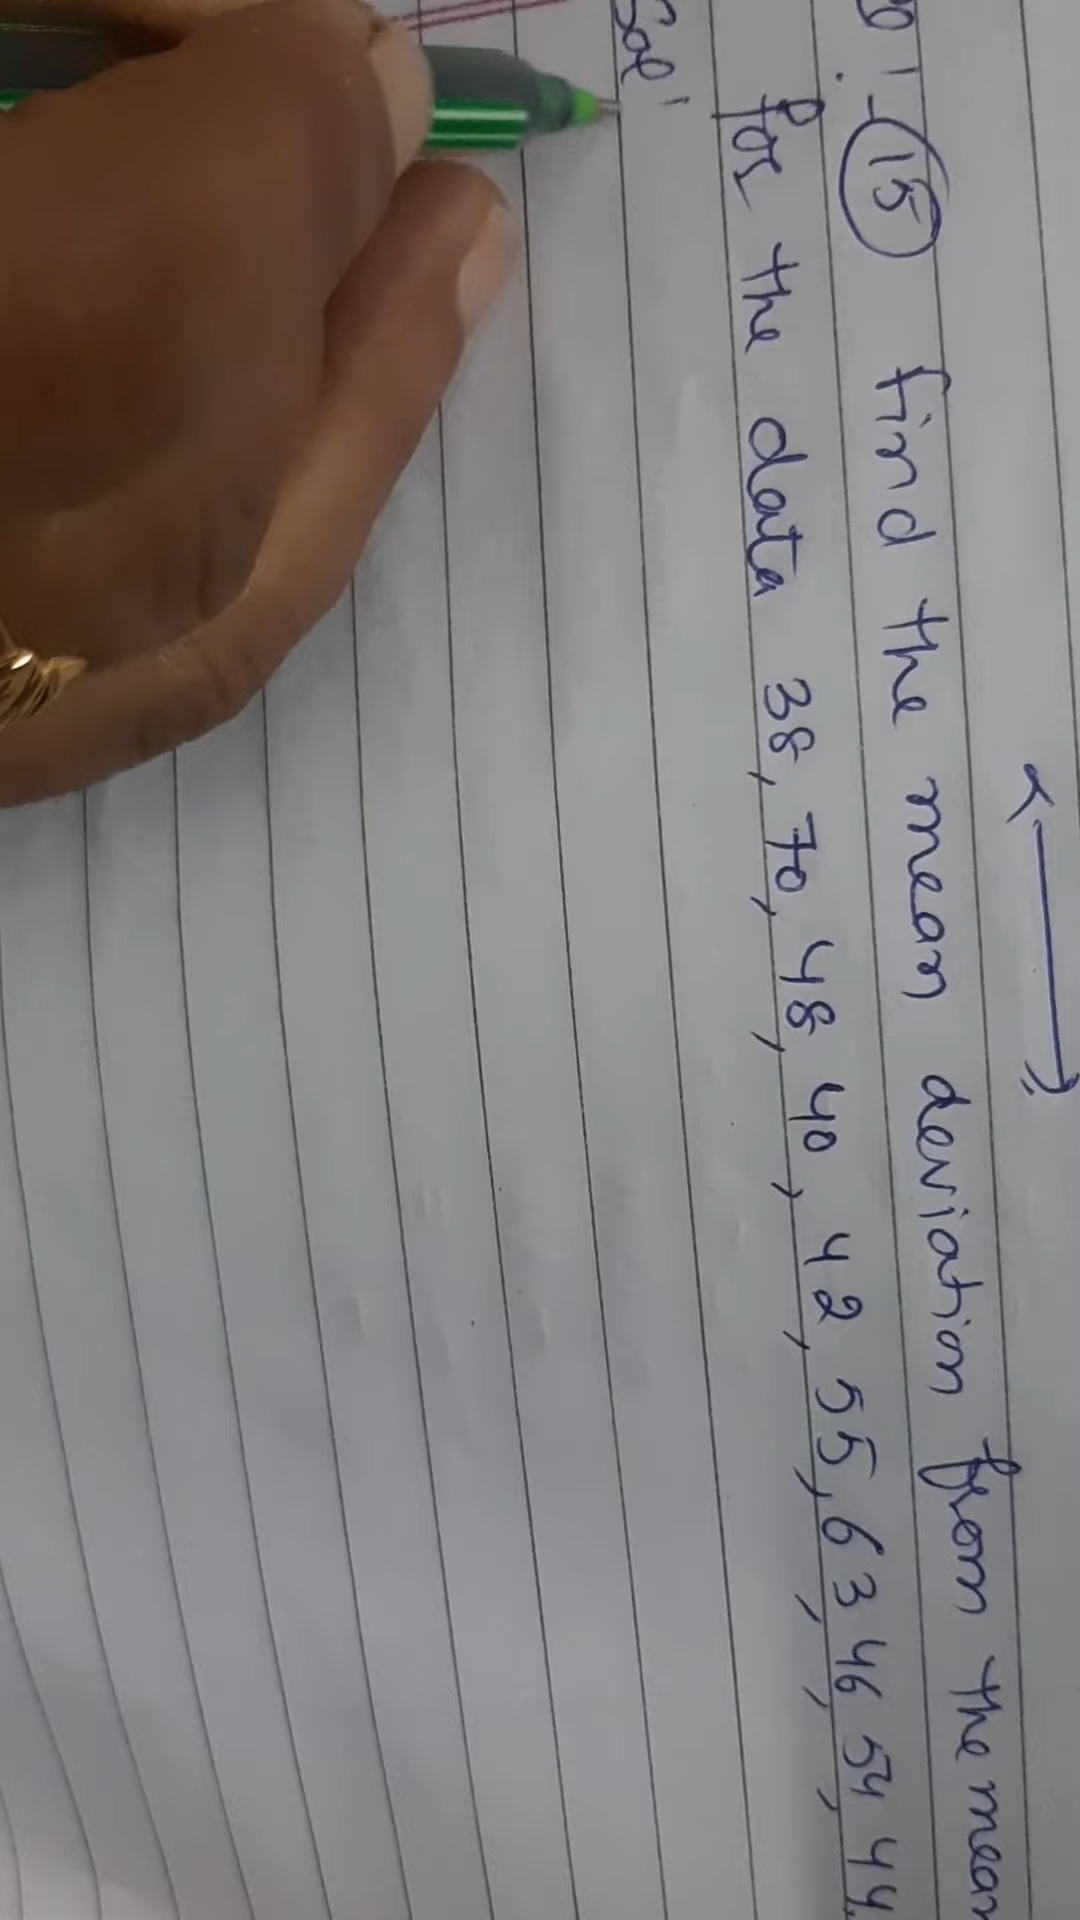 15 find the mean deviation from the mean
for the data 38, 70, 48, 40, 42, 55, 63, 46, 54, 44.
Sol'